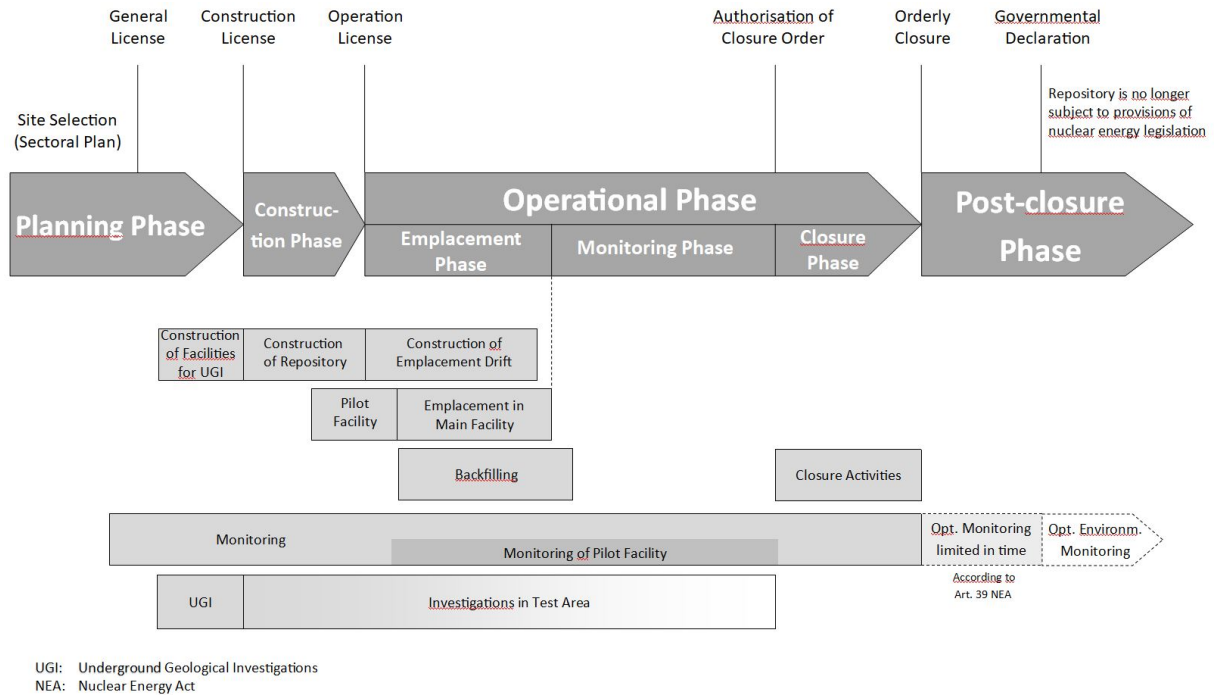 General
License
Construction
License
Operation
License
Authorisation of
Closure Order
Orderly
Closure
Governmental
Declaration
Site Selection
(Sectoral Plan)
Repository is no longer
subject to provisions of
nuclear energy legislation
Planning Phase
Construc-
tion Phase
Operational Phase
Emplacement
Phase
Monitoring Phase
Closure
Phase
Post-closure
Phase
Construction
of Facilities
for UGI
Construction
of Repository
Construction of
Emplacement Drift
Pilot
Facility
Emplacement in
Main Facility
Backfilling
Closure Activities
Monitoring
Monitoring of Pilot Facility
Opt. Monitoring
limited in time
Opt. Environm.
Monitoring
According to
Art. 39 NEA
UGI
Investigations in Test Area
UGI: Underground Geological Investigations
NEA: Nuclear Energy Act